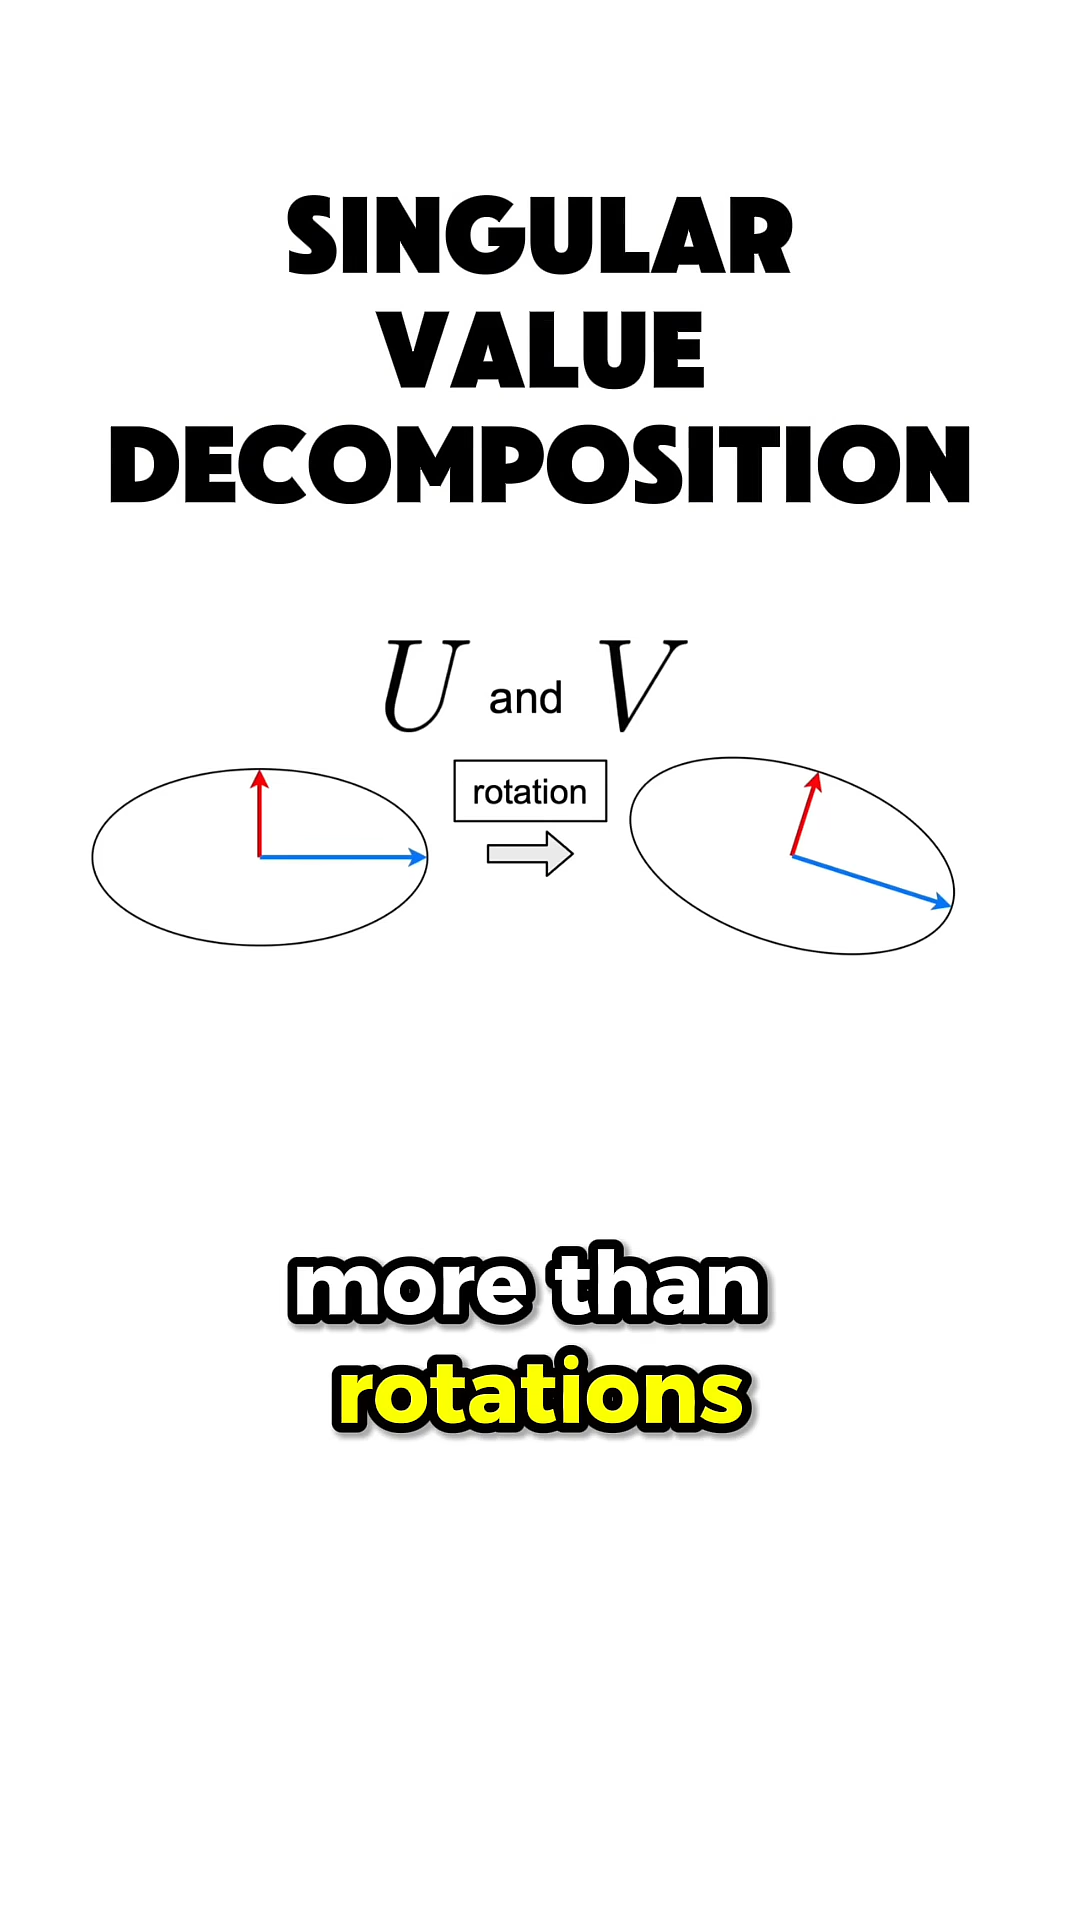 SINGULAR
VALUE
DECOMPOSITION
U and V
rotation
more than
rotations